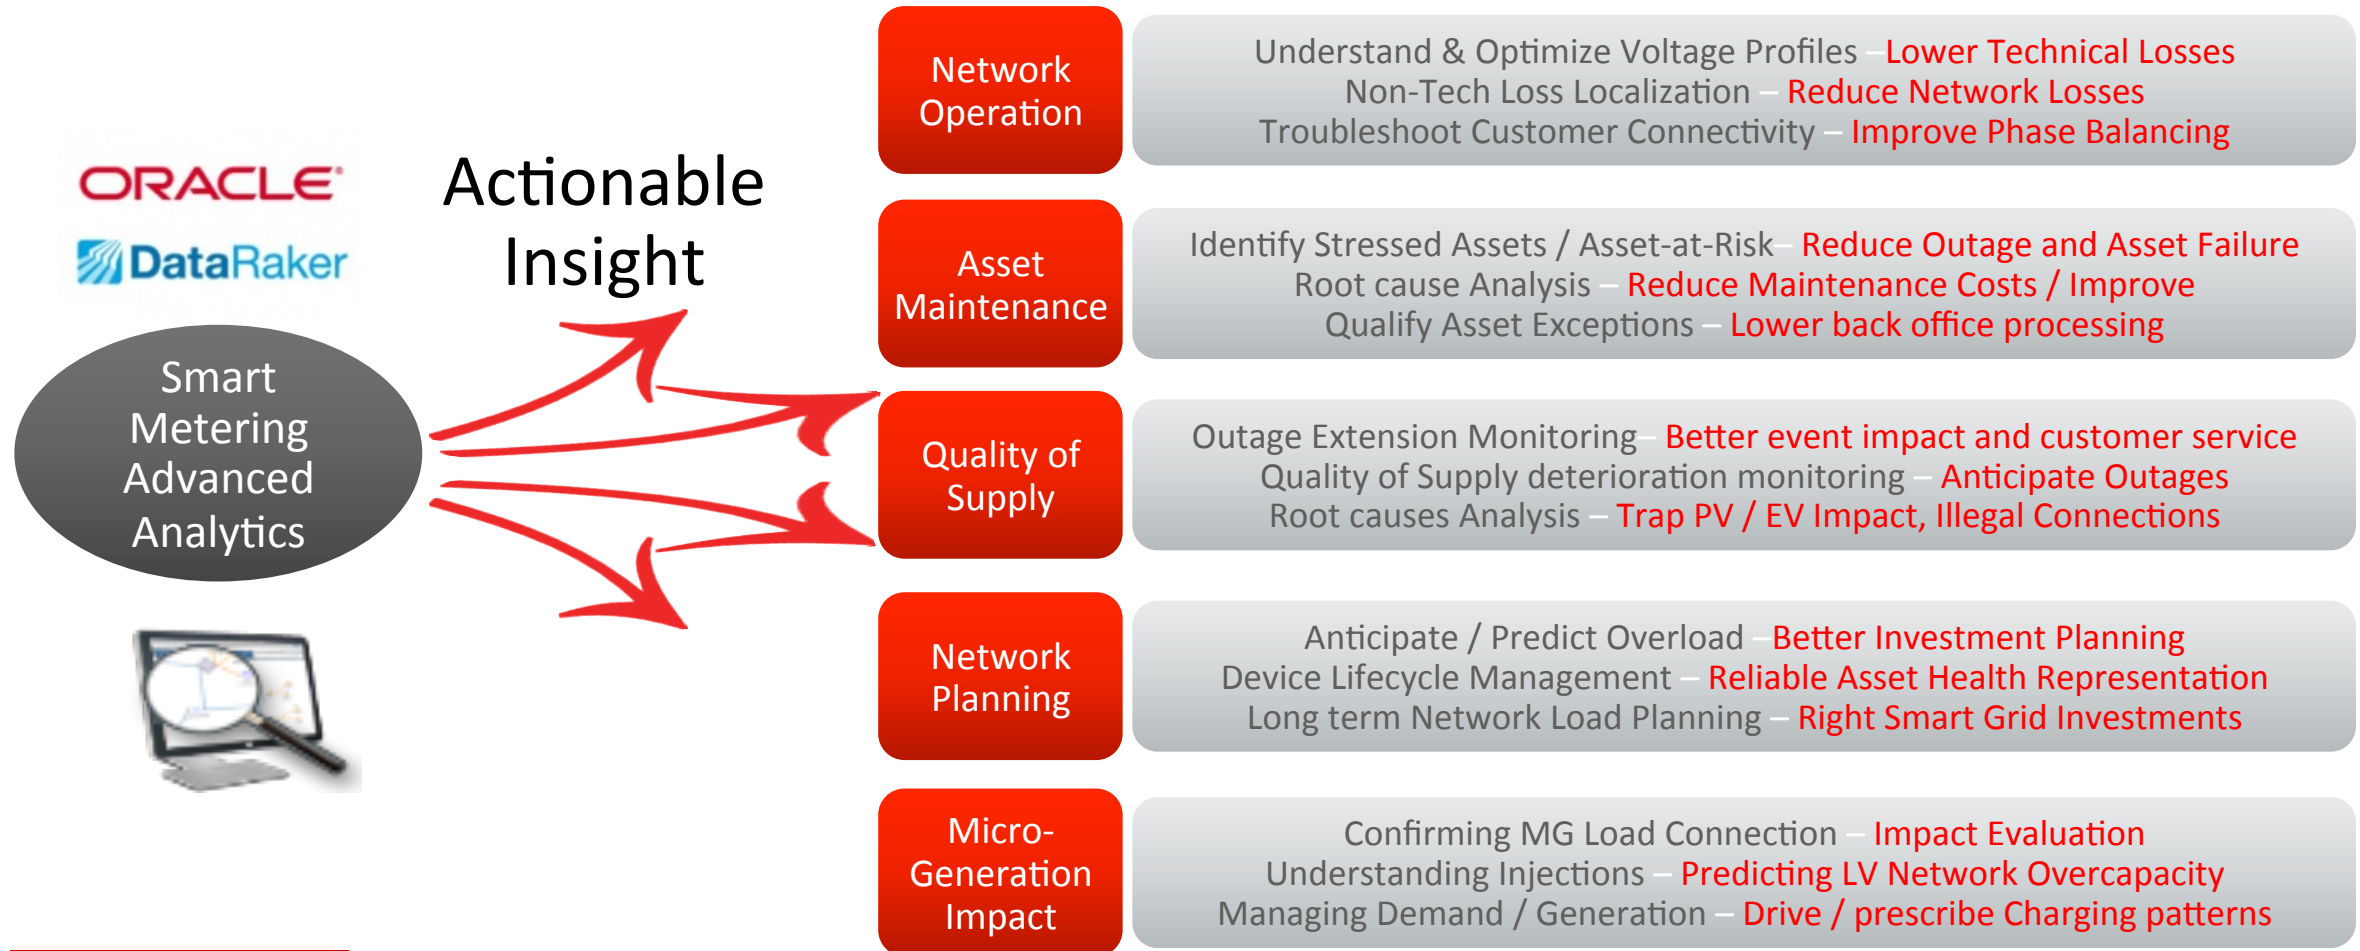 ORACLE®
DataRaker
Smart
Metering
Advanced
Analytics
Actionable
Insight
Network
Operation
Understand & Optimize Voltage Profiles –Lower Technical Losses
Non-Tech Loss Localization – Reduce Network Losses
Troubleshoot Customer Connectivity – Improve Phase Balancing
Asset
Maintenance
Identify Stressed Assets / Asset-at-Risk– Reduce Outage and Asset Failure
Root cause Analysis – Reduce Maintenance Costs / Improve
Qualify Asset Exceptions – Lower back office processing
Quality of
Supply
Outage Extension Monitoring– Better event impact and customer service
Quality of Supply deterioration monitoring – Anticipate Outages
Root causes Analysis – Trap PV / EV Impact, Illegal Connections
Network
Planning
Anticipate / Predict Overload –Better Investment Planning
Device Lifecycle Management – Reliable Asset Health Representation
Long term Network Load Planning – Right Smart Grid Investments
Micro-
Generation
Impact
Confirming MG Load Connection – Impact Evaluation
Understanding Injections – Predicting LV Network Overcapacity
Managing Demand / Generation – Drive / prescribe Charging patterns